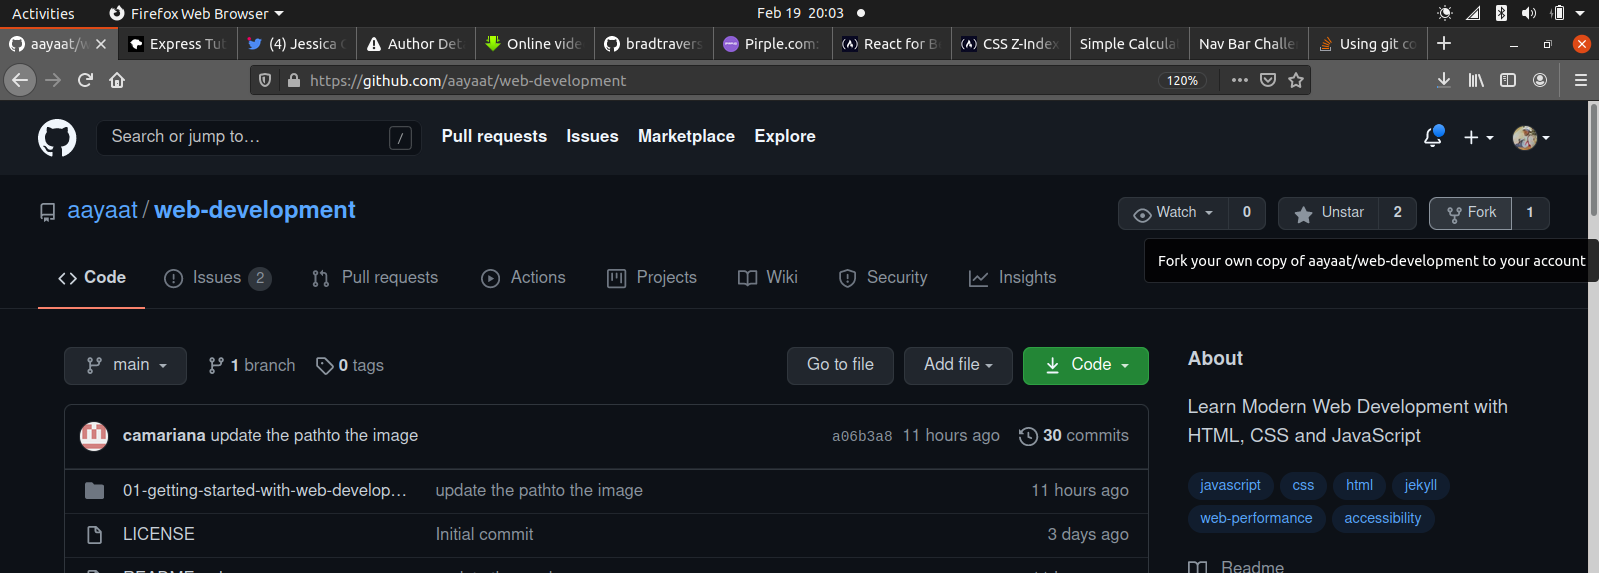 Activities Firefox Web Browser Feb 19 20:03
aayaat/w Express Tut (4) Jessica Author Det Online vide bradtravers Pirple.com: React for B CSS Z-Index Simple Calcula Nav Bar Challe Using git co
https://github.com/aayaat/web-development 120%
Search or jump to… / Pull requests Issues Marketplace Explore
aayaat / web-development Watch 0 Unstar 2 Fork 1
Fork your own copy of aayaat/web-development to your account
Code Issues 2 Pull requests Actions Projects Wiki Security Insights
main 1 branch 0 tags Go to file Add file Code
About
Learn Modern Web Development with
HTML, CSS and JavaScript
javascript css html jekyll
web-performance accessibility
Readme
camariana update the pathto the image a06b3a8 11 hours ago 30 commits
01-getting-started-with-web-develop… update the pathto the image 11 hours ago
LICENSE Initial commit 3 days ago